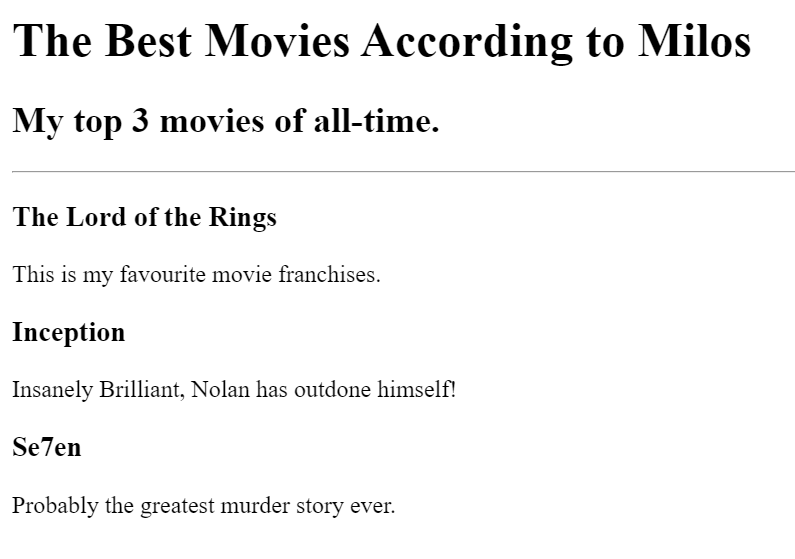 The Best Movies According to Milos
My top 3 movies of all-time.
The Lord of the Rings
This is my favourite movie franchises.
Inception
Insanely Brilliant, Nolan has outdone himself!
Se7en
Probably the greatest murder story ever.